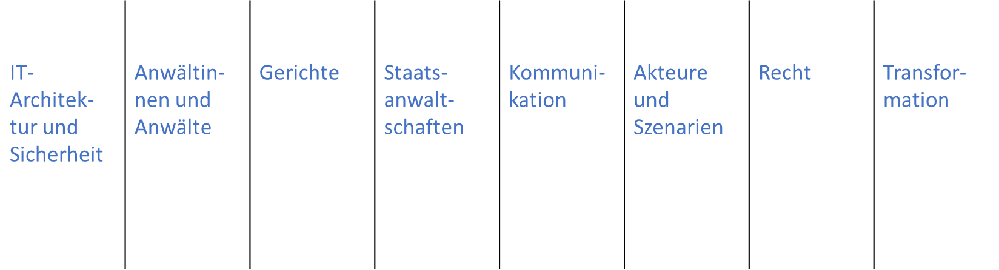 IT-
Architek-
tur und
Sicherheit
Anwältin-
nen und
Anwälte
Gerichte
Staats-
anwalt-
schaften
Kommuni-
kation
Akteure
und
Szenarien
Recht
Transfor-
mation